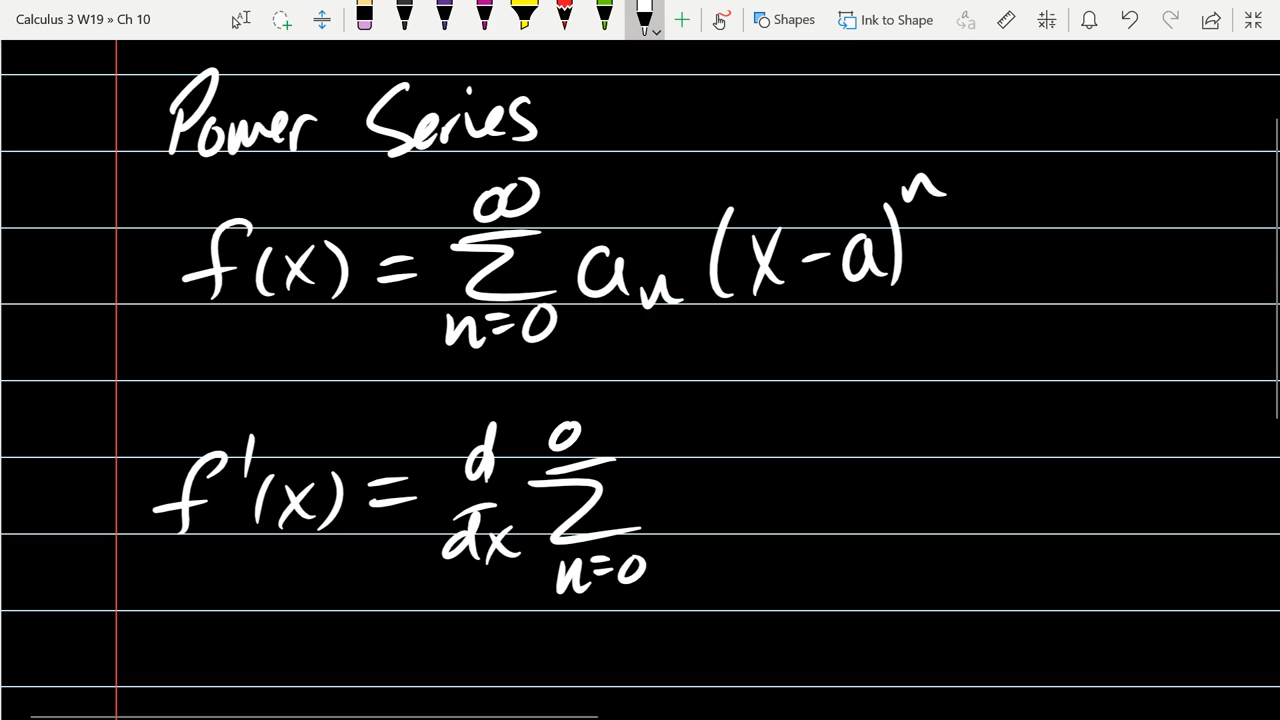 Calculus 3 W19 » Ch 10
Shapes
Ink to Shape
Power Series
f(x) = ∑_{n=0}^{∞} a_n (x-a)^n
f'(x) = d/dx ∑_{n=0}^{0}